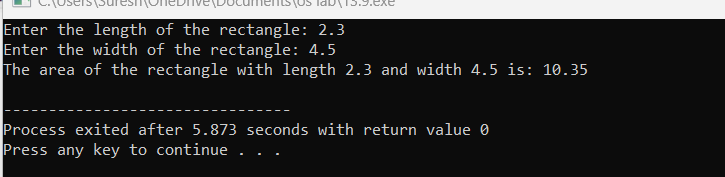 C:\Users\Suresh\OneDrive\Documents\os lab\13.9.exe
Enter the length of the rectangle: 2.3
Enter the width of the rectangle: 4.5
The area of the rectangle with length 2.3 and width 4.5 is: 10.35
--------------------------------
Process exited after 5.873 seconds with return value 0
Press any key to continue . . .